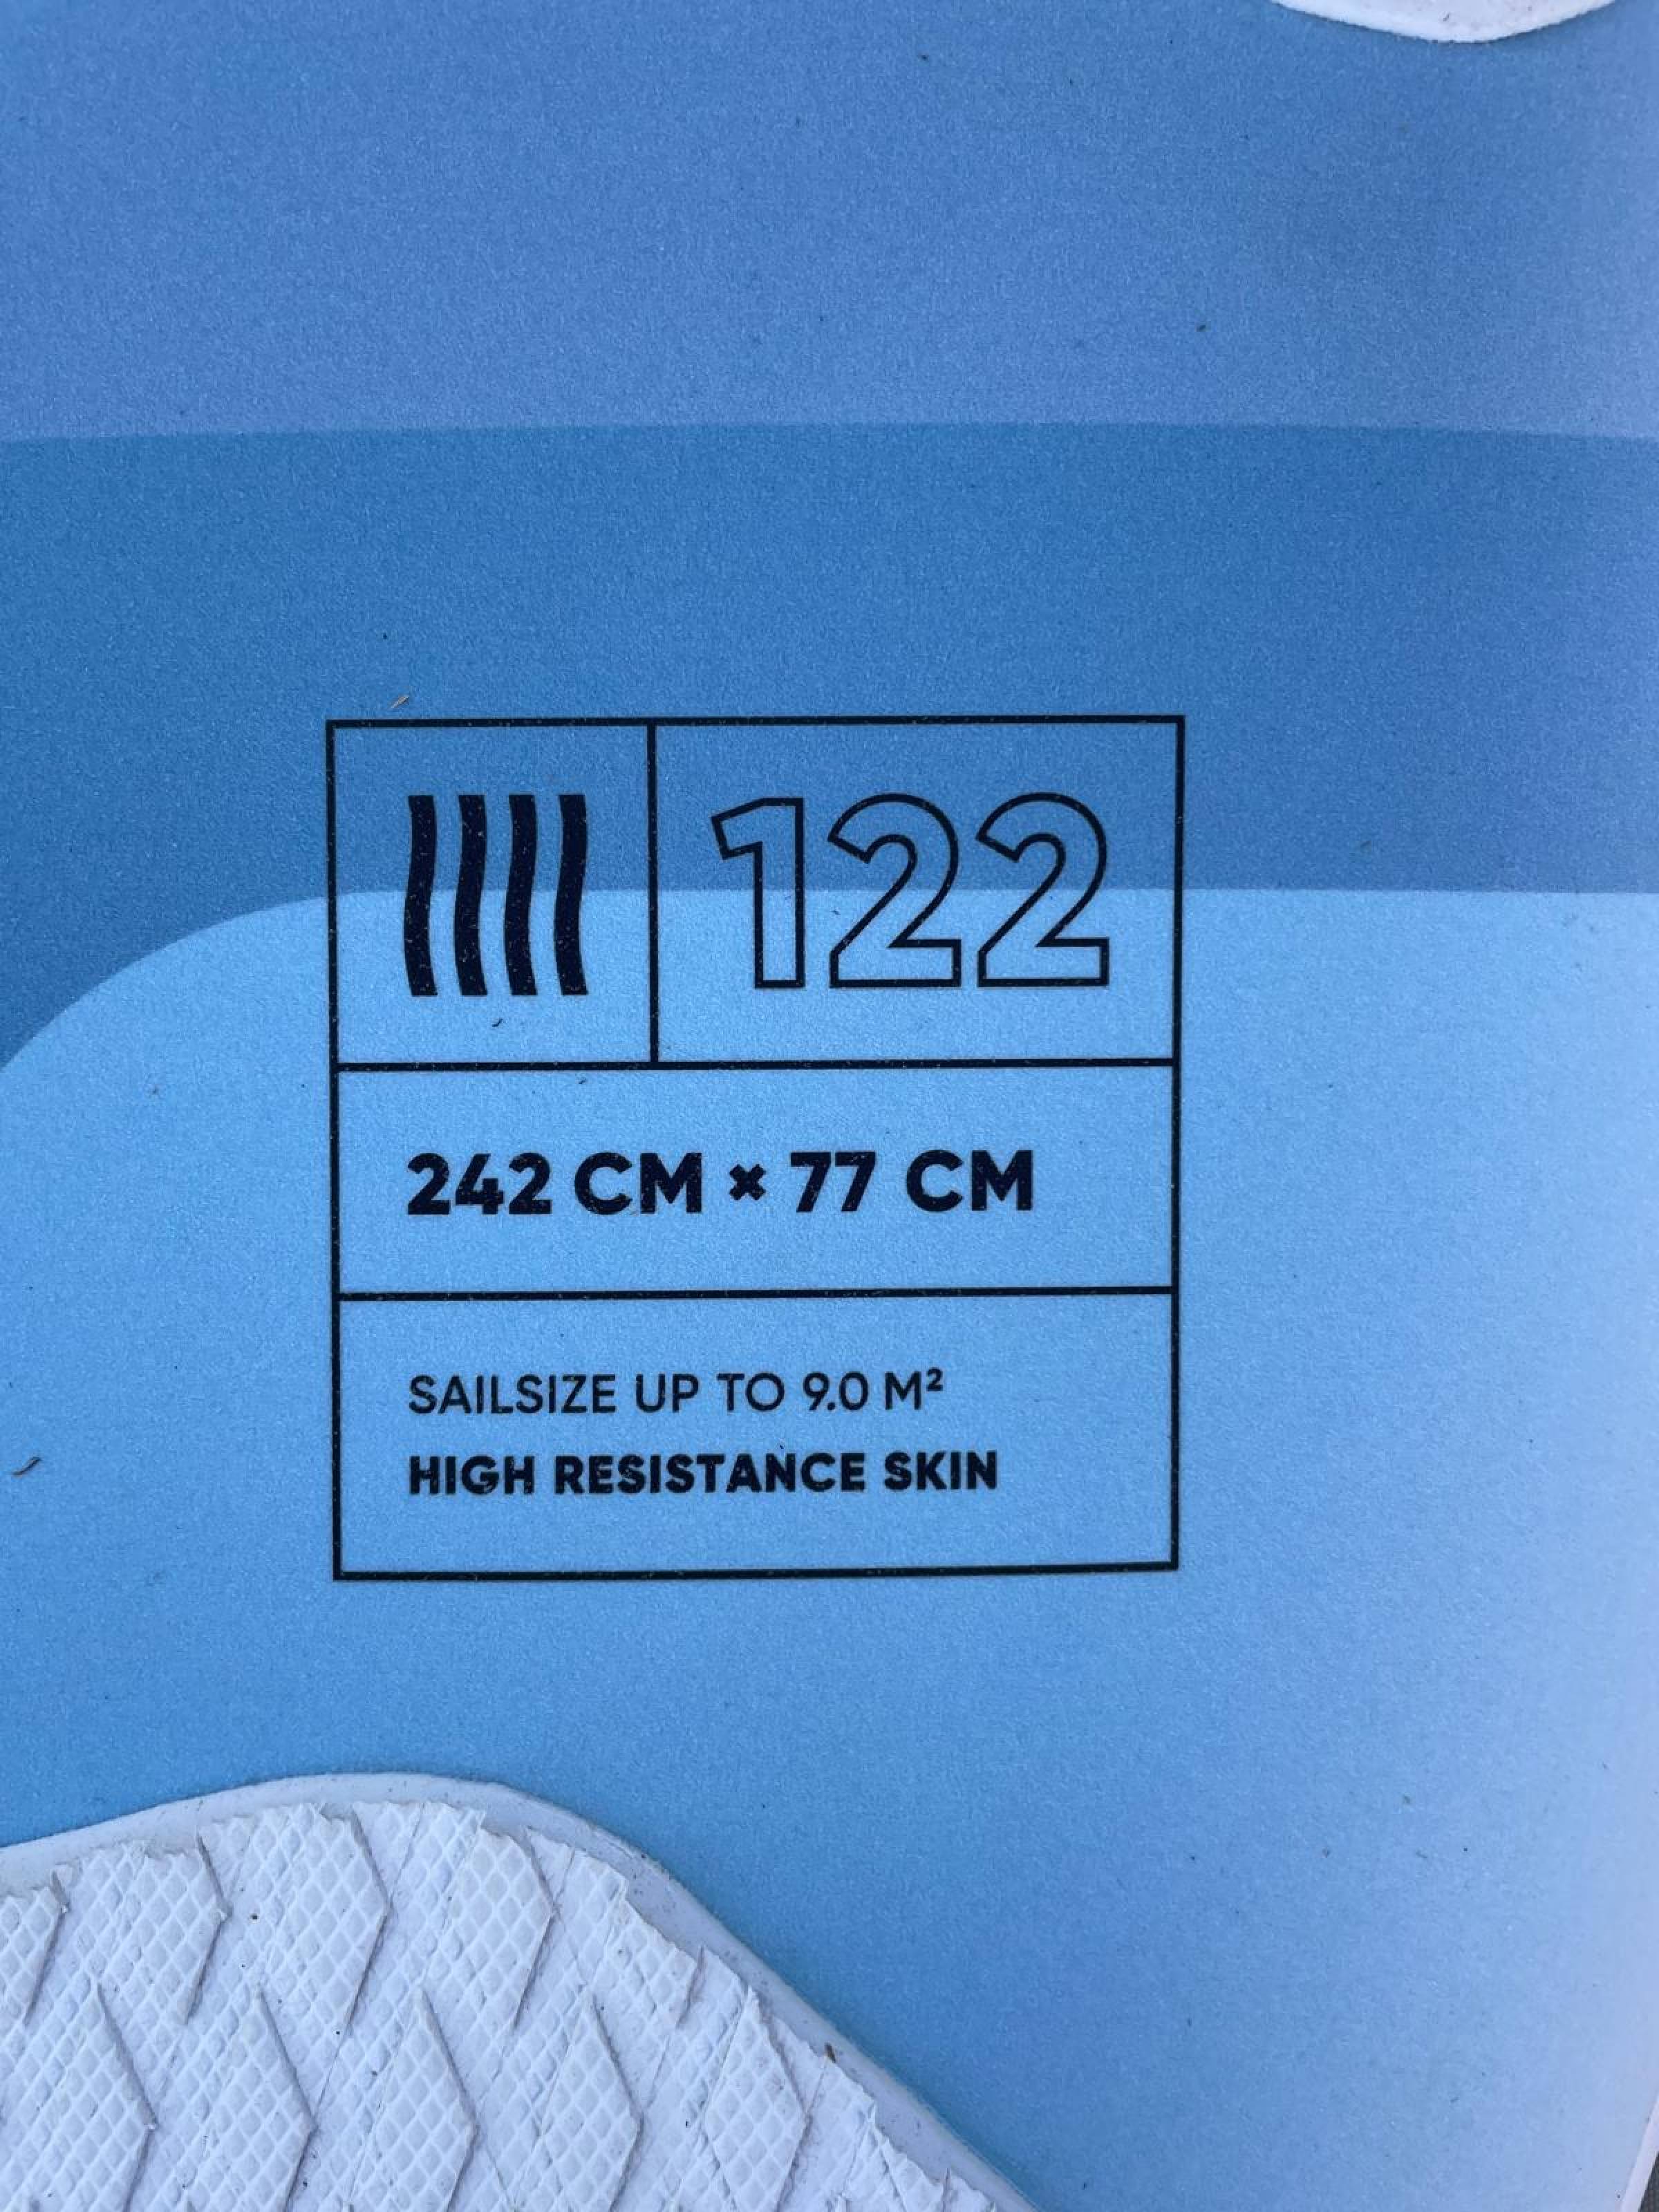 122
242 CM × 77 CM
SAILSIZE UP TO 9.0 M²
HIGH RESISTANCE SKIN